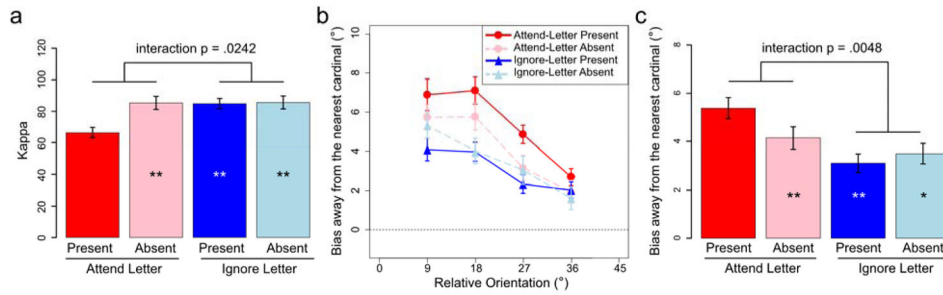 a
interaction p = .0242
Kappa
120
100
80
60
40
20
0
**
**
**
Present
Absent
Present
Absent
Attend Letter
Ignore Letter
b
Bias away from the nearest cardinal (°)
8
6
4
2
0
Attend-Letter Present
Attend-Letter Absent
Ignore-Letter Present
Ignore-Letter Absent
0
9
18
27
36
45
Relative Orientation (°)
c
interaction p = .0048
Bias away from the nearest cardinal (°)
8
6
4
2
0
**
**
*
Present
Absent
Present
Absent
Attend Letter
Ignore Letter